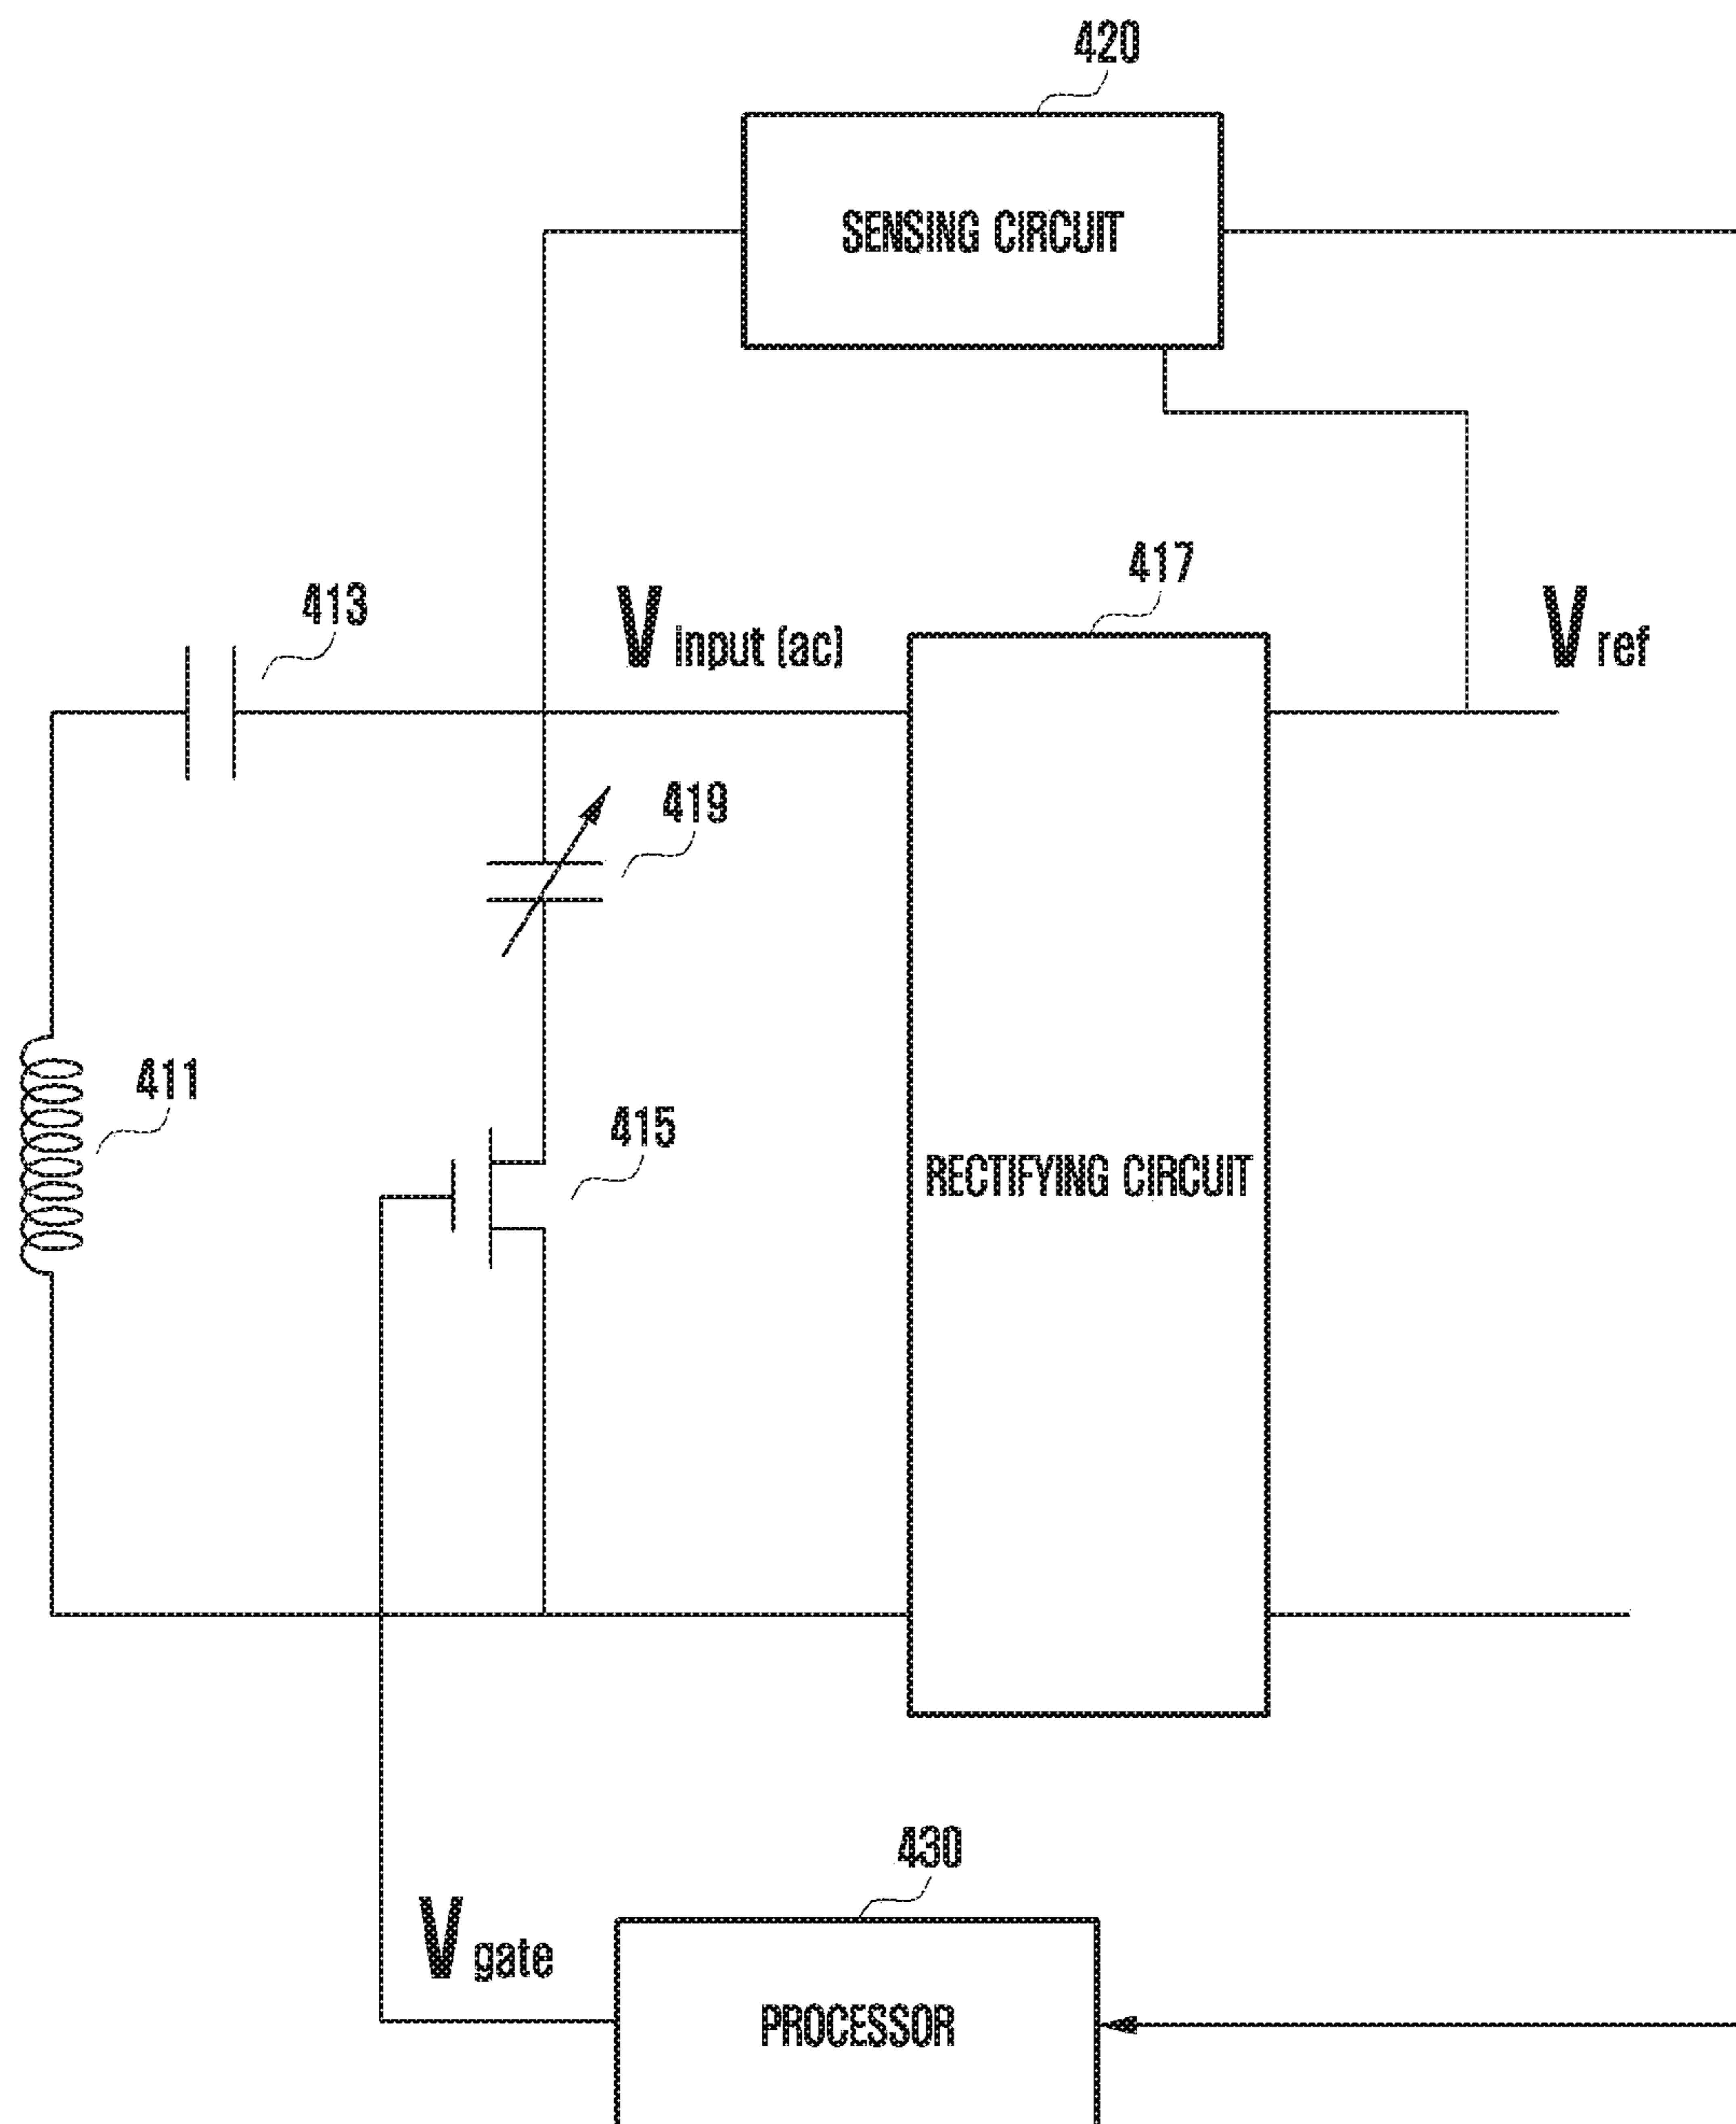 420
SENSING CIRCUIT
417
413
V input (ac)
V ref
419
411
415
RECTIFYING CIRCUIT
430
V gate
PROCESSOR